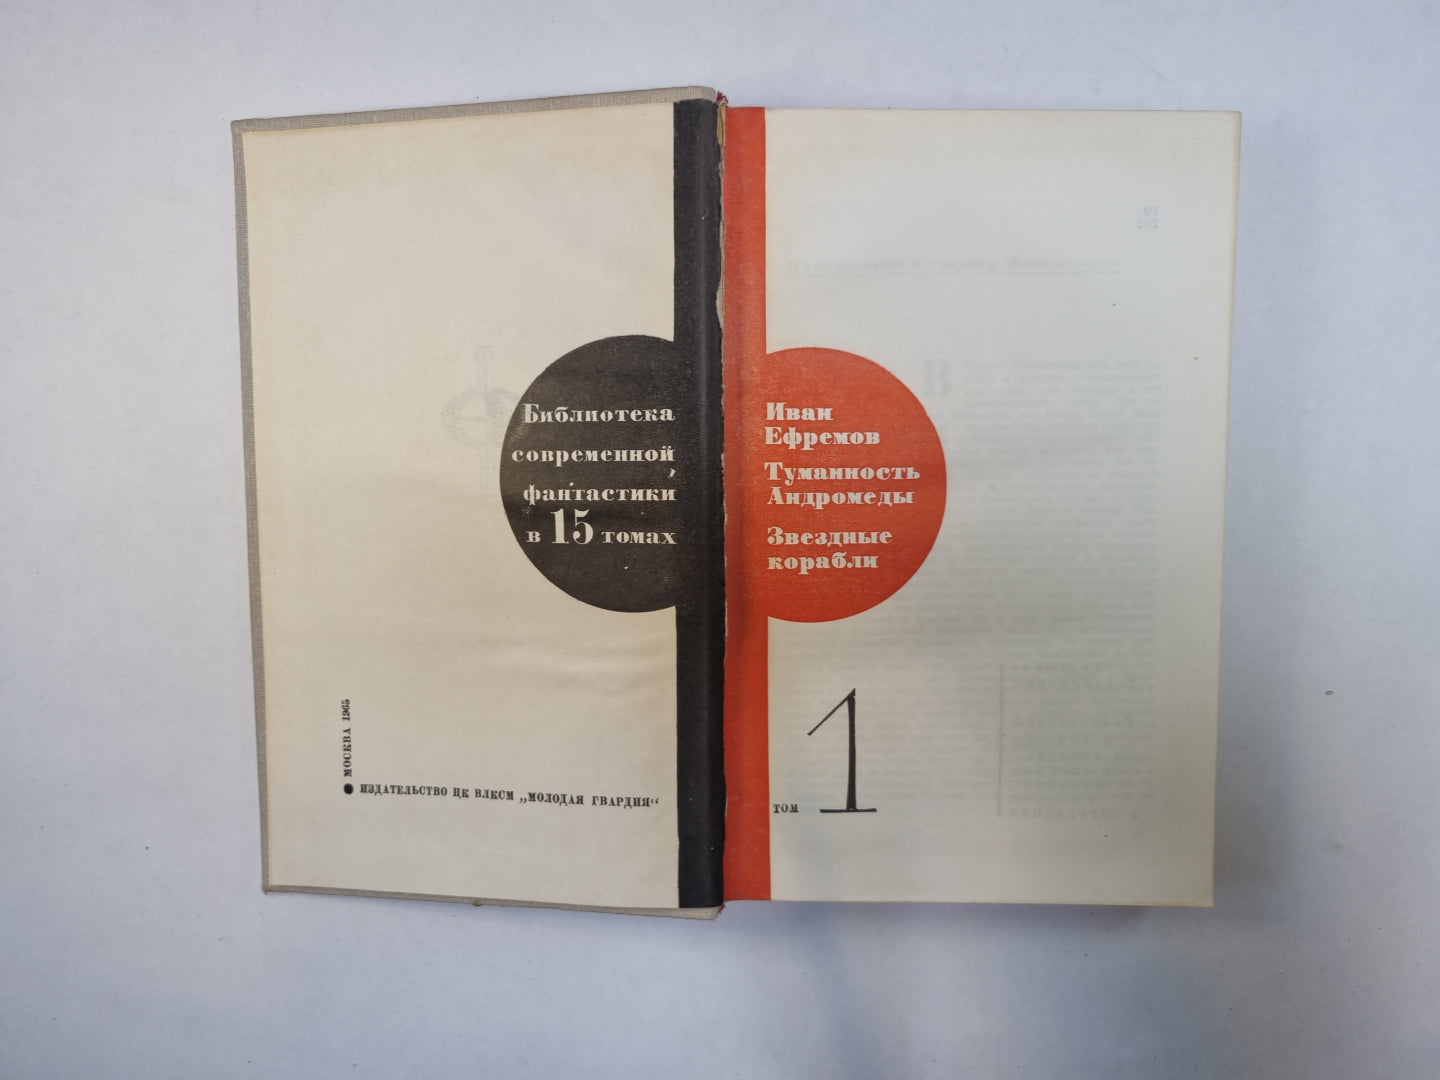 Библиотека
современной
фантастики
в 15 томах
МОСКВА 1965
ИЗДАТЕЛЬСТВО ЦК ВЛКСМ „МОЛОДАЯ ГВАРДИЯ“
Иван
Ефремов
Туманность
Андромеды
Звездные
корабли
ТОМ 1